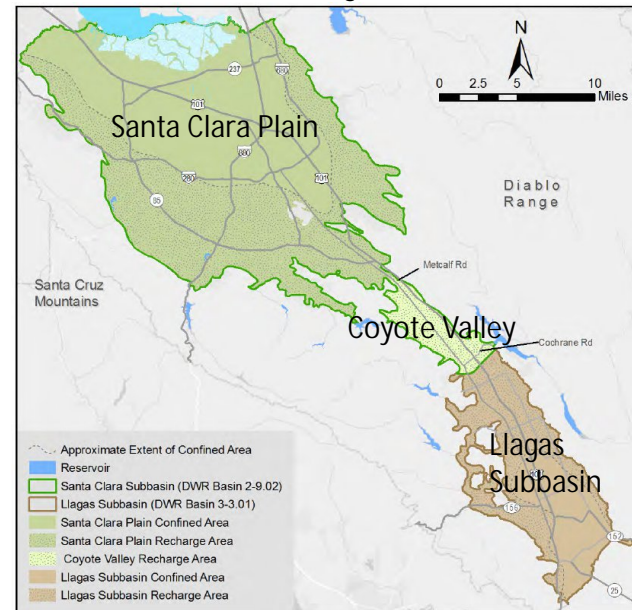 N
0 2.5 5 10
Miles
237
680
101
Santa Clara Plain
880
280
101
85
Diablo
Range
Santa Cruz
Mountains
Metcalf Rd
Coyote Valley
Cochrane Rd
Llagas
Subbasin
101
156
152
25
Approximate Extent of Confined Area
Reservoir
Santa Clara Subbasin (DWR Basin 2-9.02)
Llagas Subbasin (DWR Basin 3-3.01)
Santa Clara Plain Confined Area
Santa Clara Plain Recharge Area
Coyote Valley Recharge Area
Llagas Subbasin Confined Area
Llagas Subbasin Recharge Area